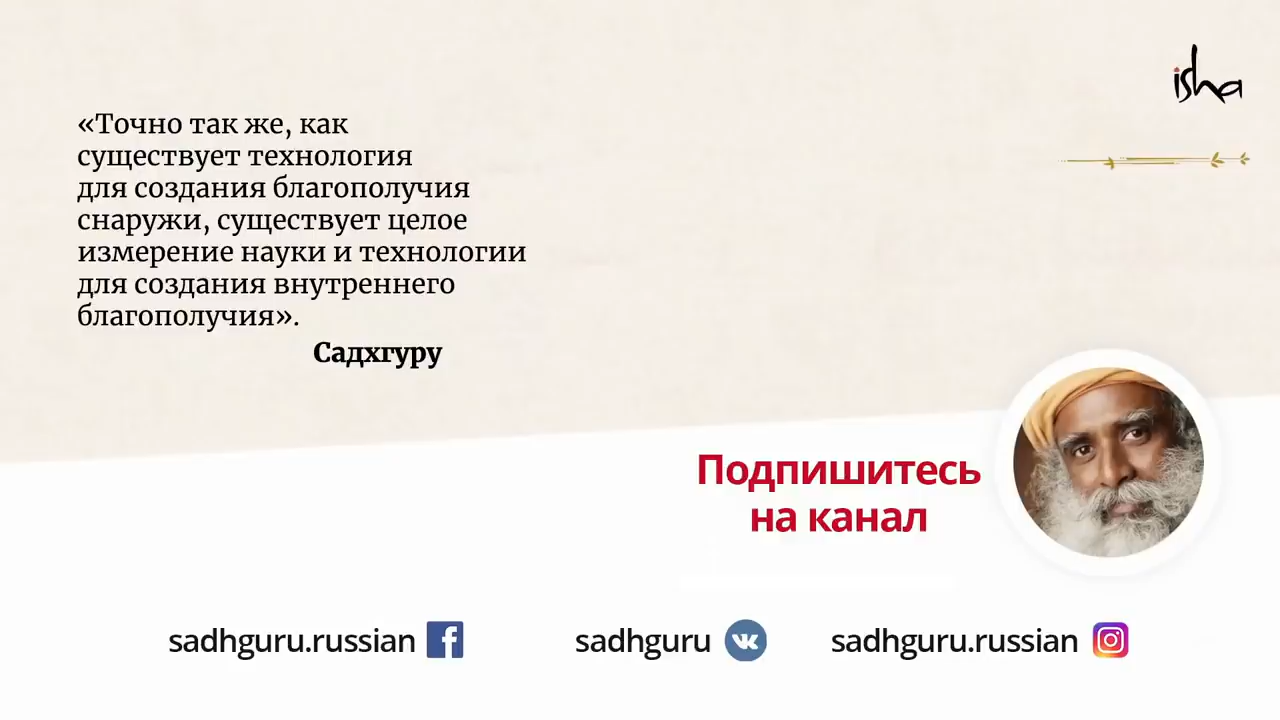 isha
«Точно так же, как
существует технология
для создания благополучия
снаружи, существует целое
измерение науки и технологии
для создания внутреннего
благополучия».
Садхгуру
Подпишитесь
на канал
sadhguru.russian
sadhguru
sadhguru.russian